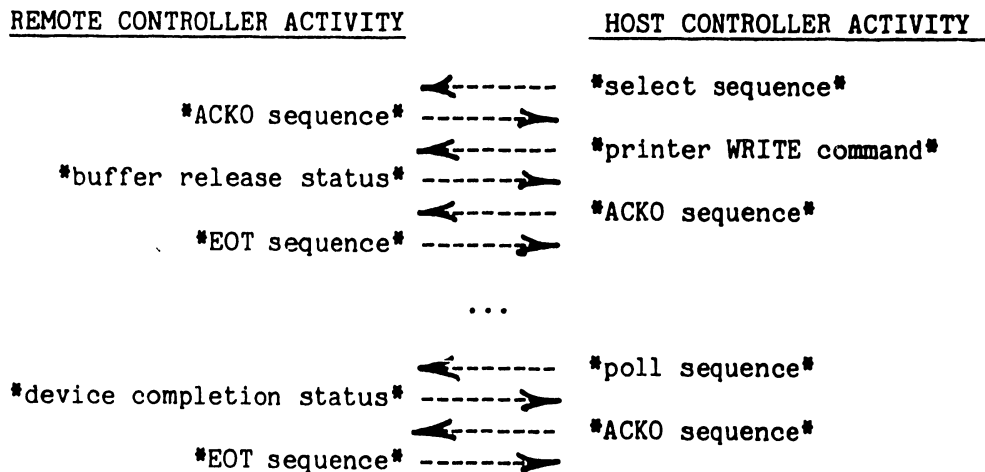 REMOTE CONTROLLER ACTIVITY HOST CONTROLLER ACTIVITY
*select sequence*
*ACKO sequence*
*printer WRITE command*
*buffer release status*
*ACKO sequence*
*EOT sequence*
...
*poll sequence*
*device completion status*
*ACKO sequence*
*EOT sequence*